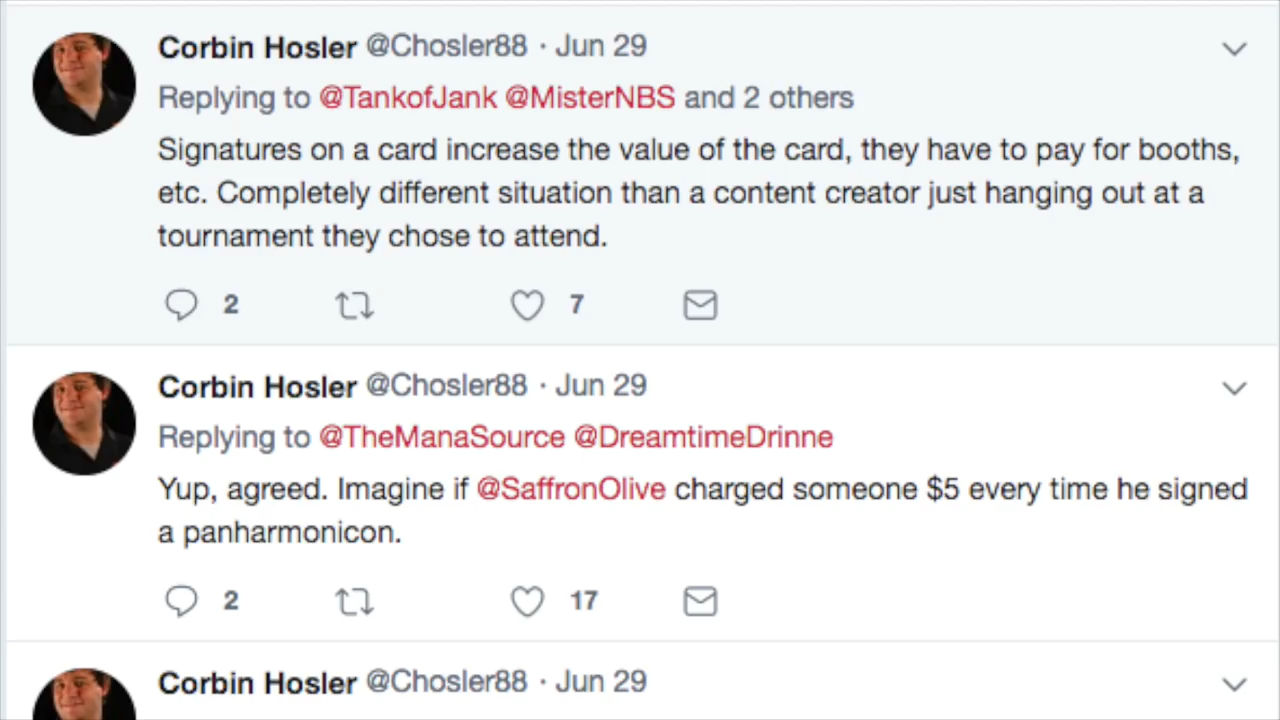 Corbin Hosler @Chosler88 · Jun 29
Replying to @TankofJank @MisterNBS and 2 others
Signatures on a card increase the value of the card, they have to pay for booths,
etc. Completely different situation than a content creator just hanging out at a
tournament they chose to attend.
2 7
Corbin Hosler @Chosler88 · Jun 29
Replying to @TheManaSource @DreamtimeDrinne
Yup, agreed. Imagine if @SaffronOlive charged someone $5 every time he signed
a panharmonicon.
2 17
Corbin Hosler @Chosler88 · Jun 29